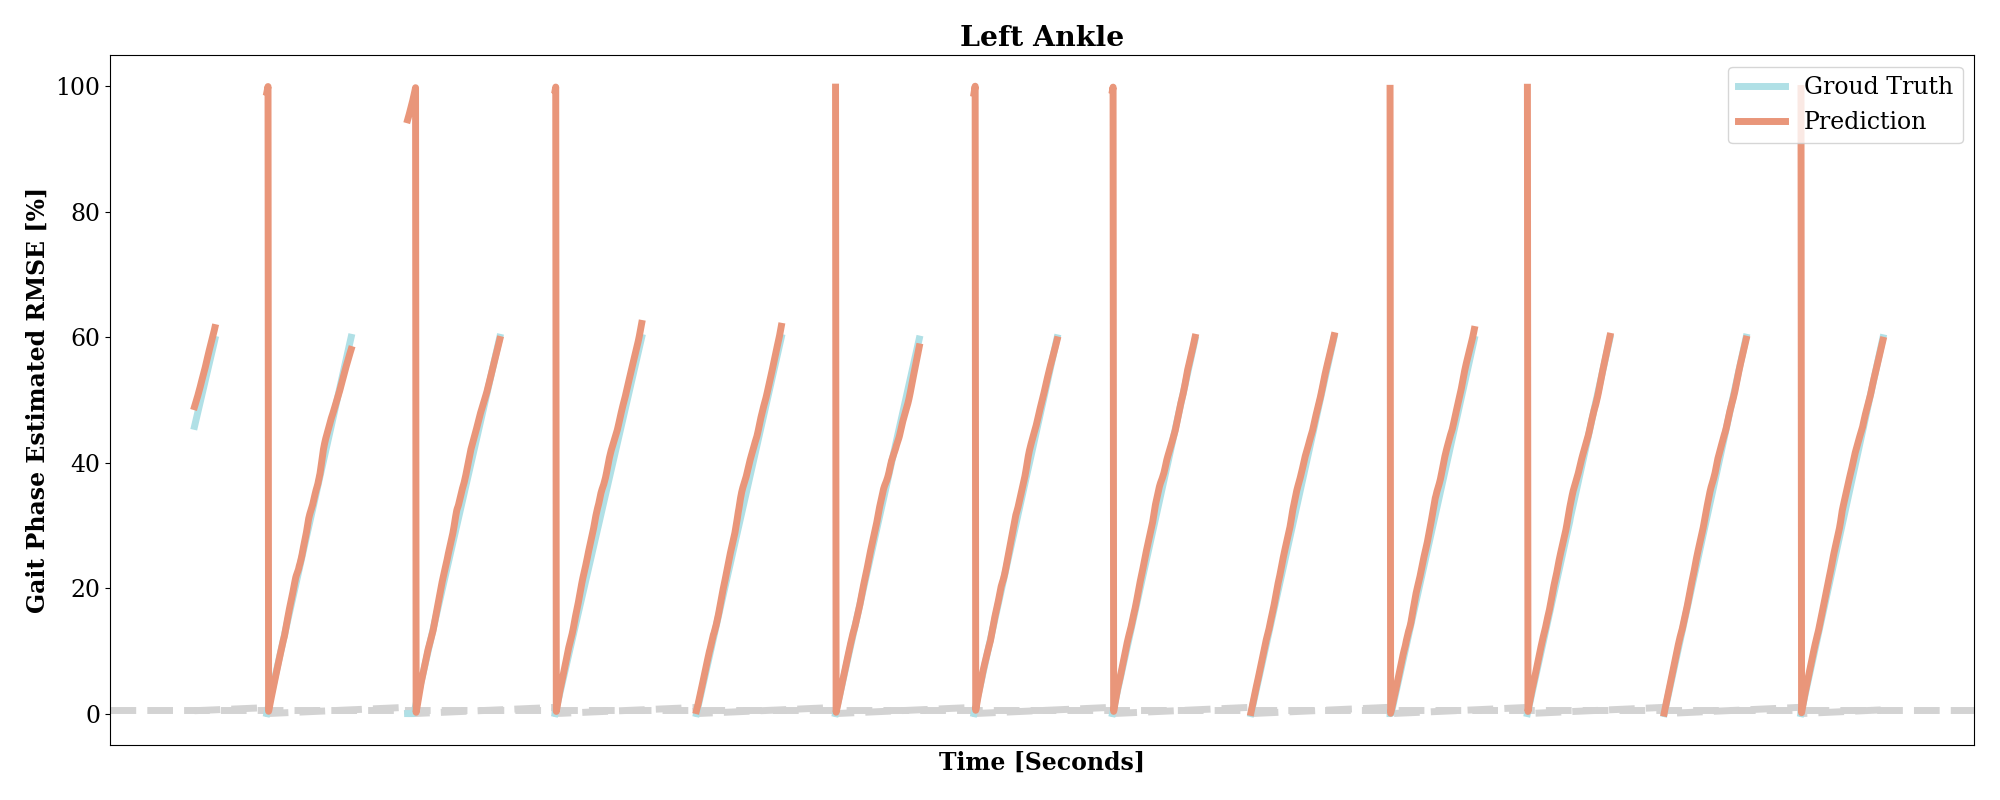 Left Ankle
Gait Phase Estimated RMSE [%]
100
80
60
40
20
0
Groud Truth
Prediction
Time [Seconds]